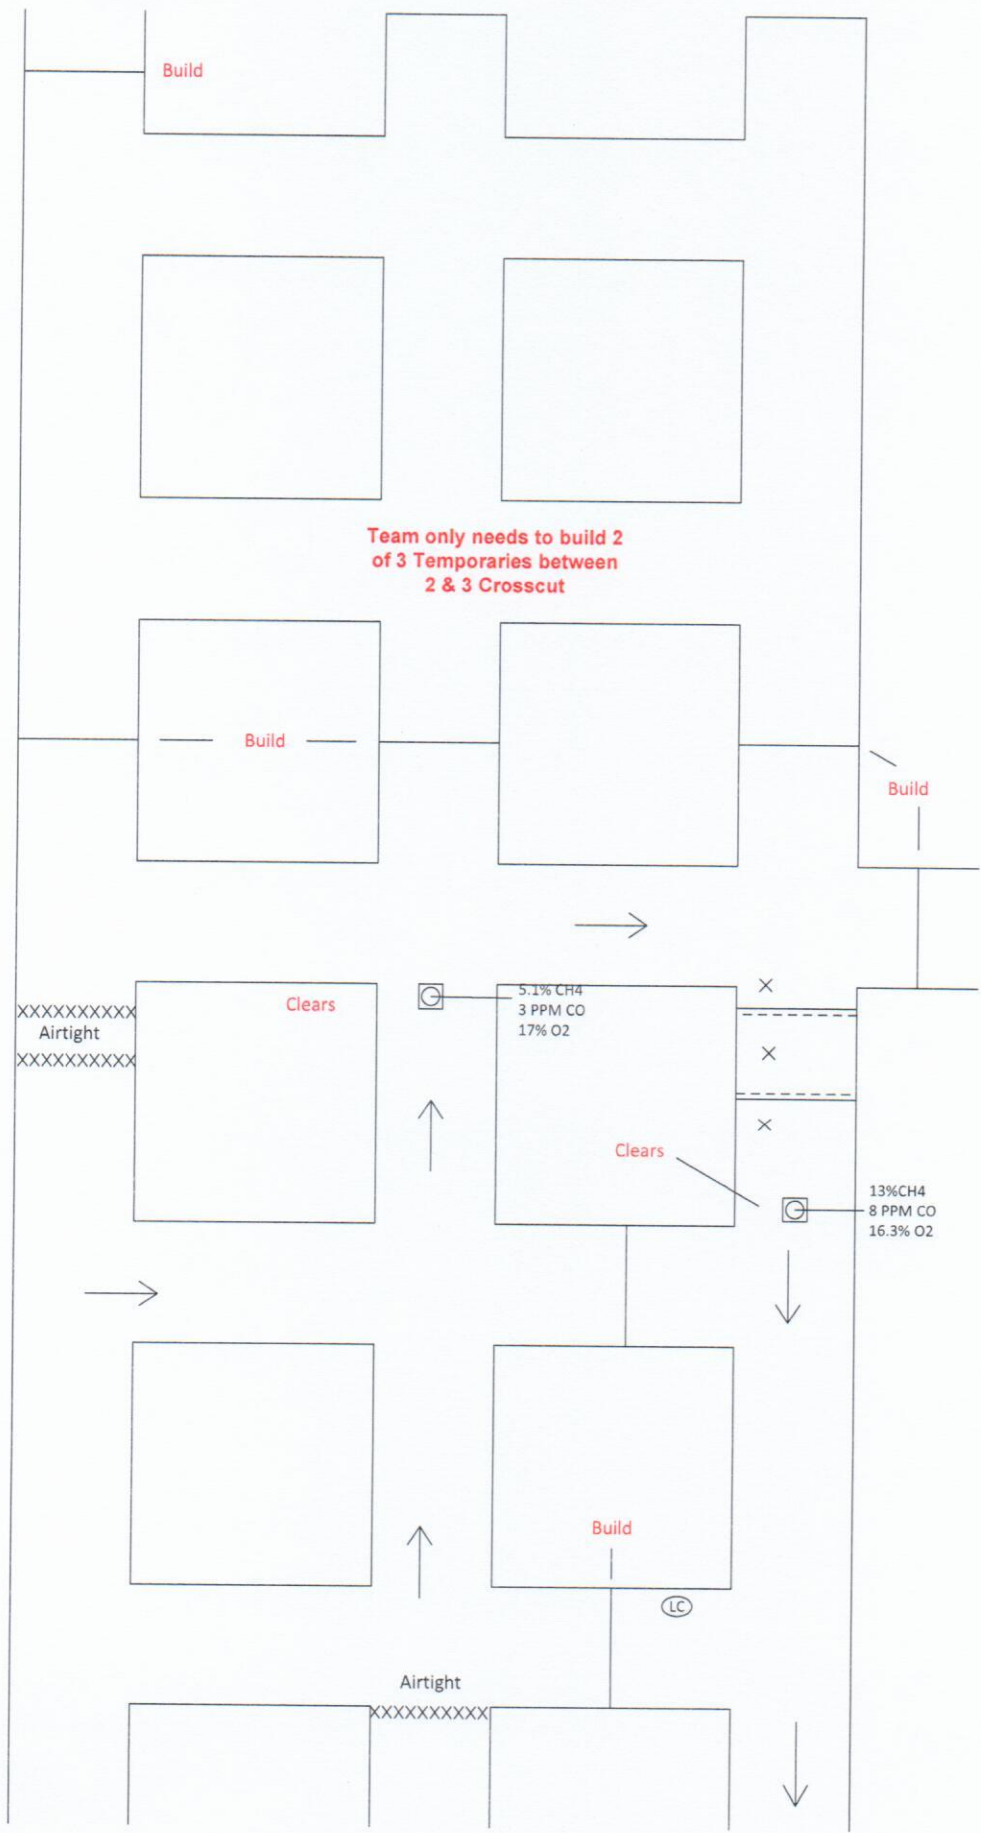 Build
Team only needs to build 2
of 3 Temporaries between
2 & 3 Crosscut
Build
Build
Clears
5.1% CH4
3 PPM CO
17% O2
XXXXXXXXXX
Airtight
XXXXXXXXXX
X
X
X
Clears
13%CH4
8 PPM CO
16.3% O2
Build
LC
Airtight
XXXXXXXXXX